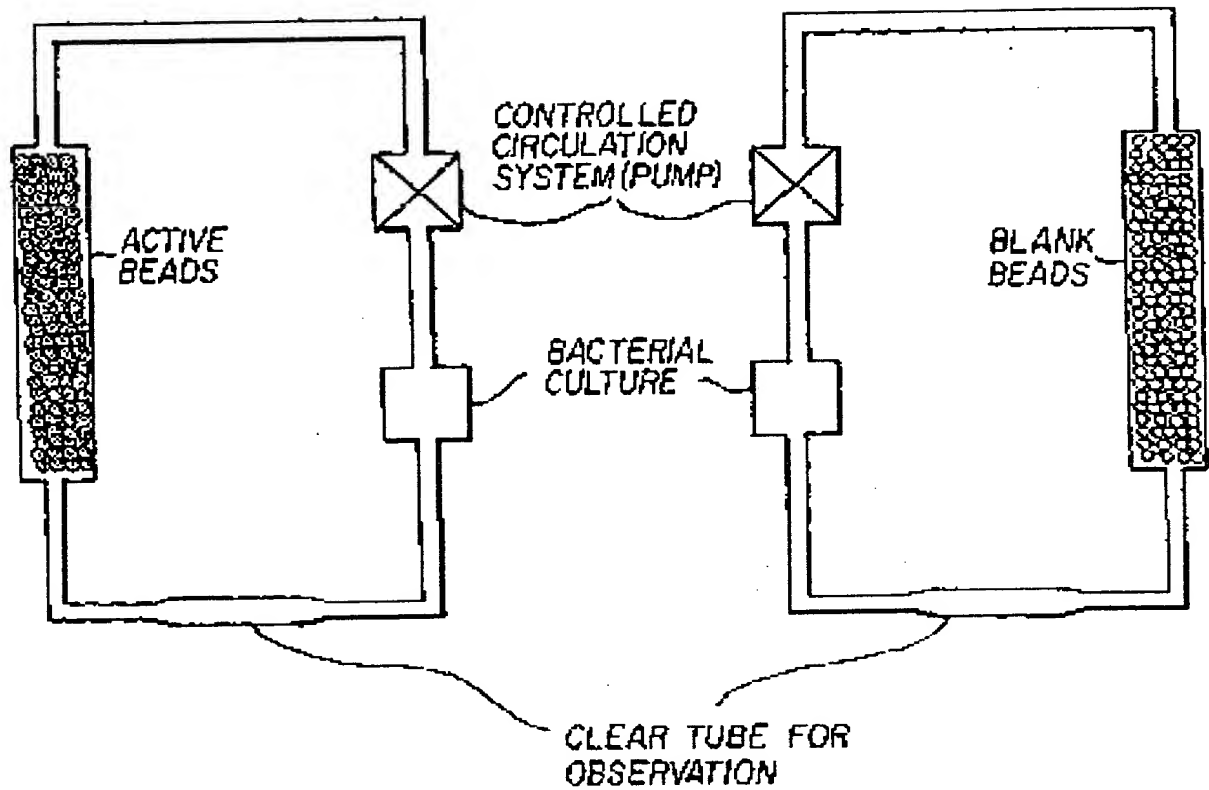 CONTROLLED
CIRCULATION
SYSTEM (PUMP)
ACTIVE
BEADS
BLANK
BEADS
BACTERIAL
CULTURE
CLEAR TUBE FOR
OBSERVATION